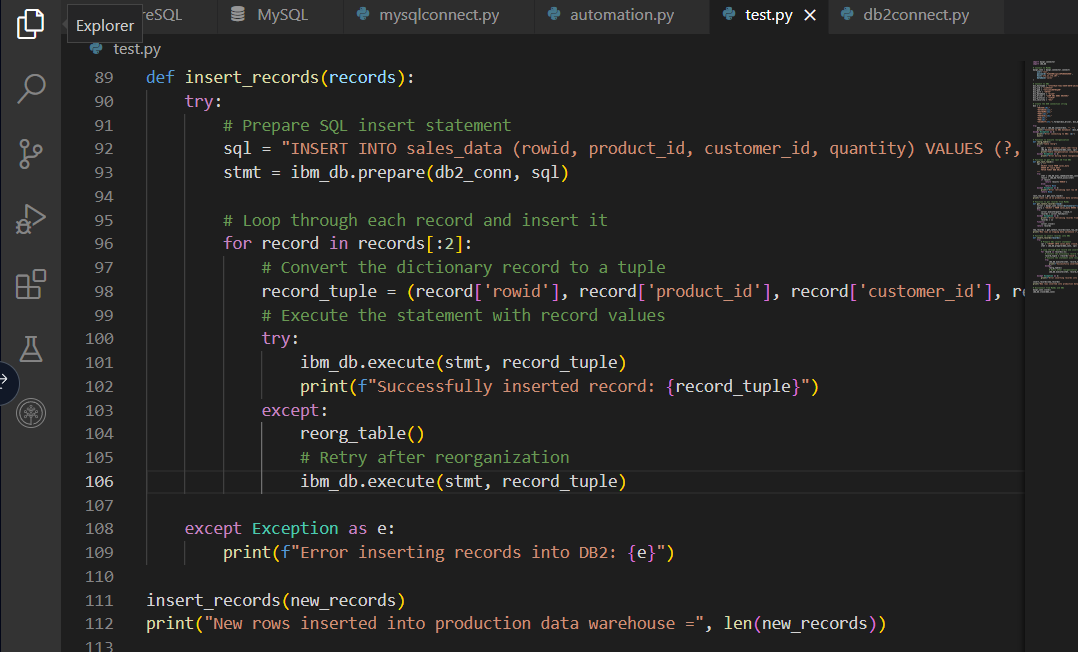 Explorer
reSQL
MySQL
mysqlconnect.py
automation.py
test.py
db2connect.py
test.py
89 def insert_records(records):
90 try:
91 # Prepare SQL insert statement
92 sql = "INSERT INTO sales_data (rowid, product_id, customer_id, quantity) VALUES (?,
93 stmt = ibm_db.prepare(db2_conn, sql)
94
95 # Loop through each record and insert it
96 for record in records[:2]:
97 # Convert the dictionary record to a tuple
98 record_tuple = (record['rowid'], record['product_id'], record['customer_id'], re
99 # Execute the statement with record values
100 try:
101 ibm_db.execute(stmt, record_tuple)
102 print(f"Successfully inserted record: {record_tuple}")
103 except:
104 reorg_table()
105 # Retry after reorganization
106 ibm_db.execute(stmt, record_tuple)
107
108 except Exception as e:
109 print(f"Error inserting records into DB2: {e}")
110
111 insert_records(new_records)
112 print("New rows inserted into production data warehouse =", len(new_records))
113